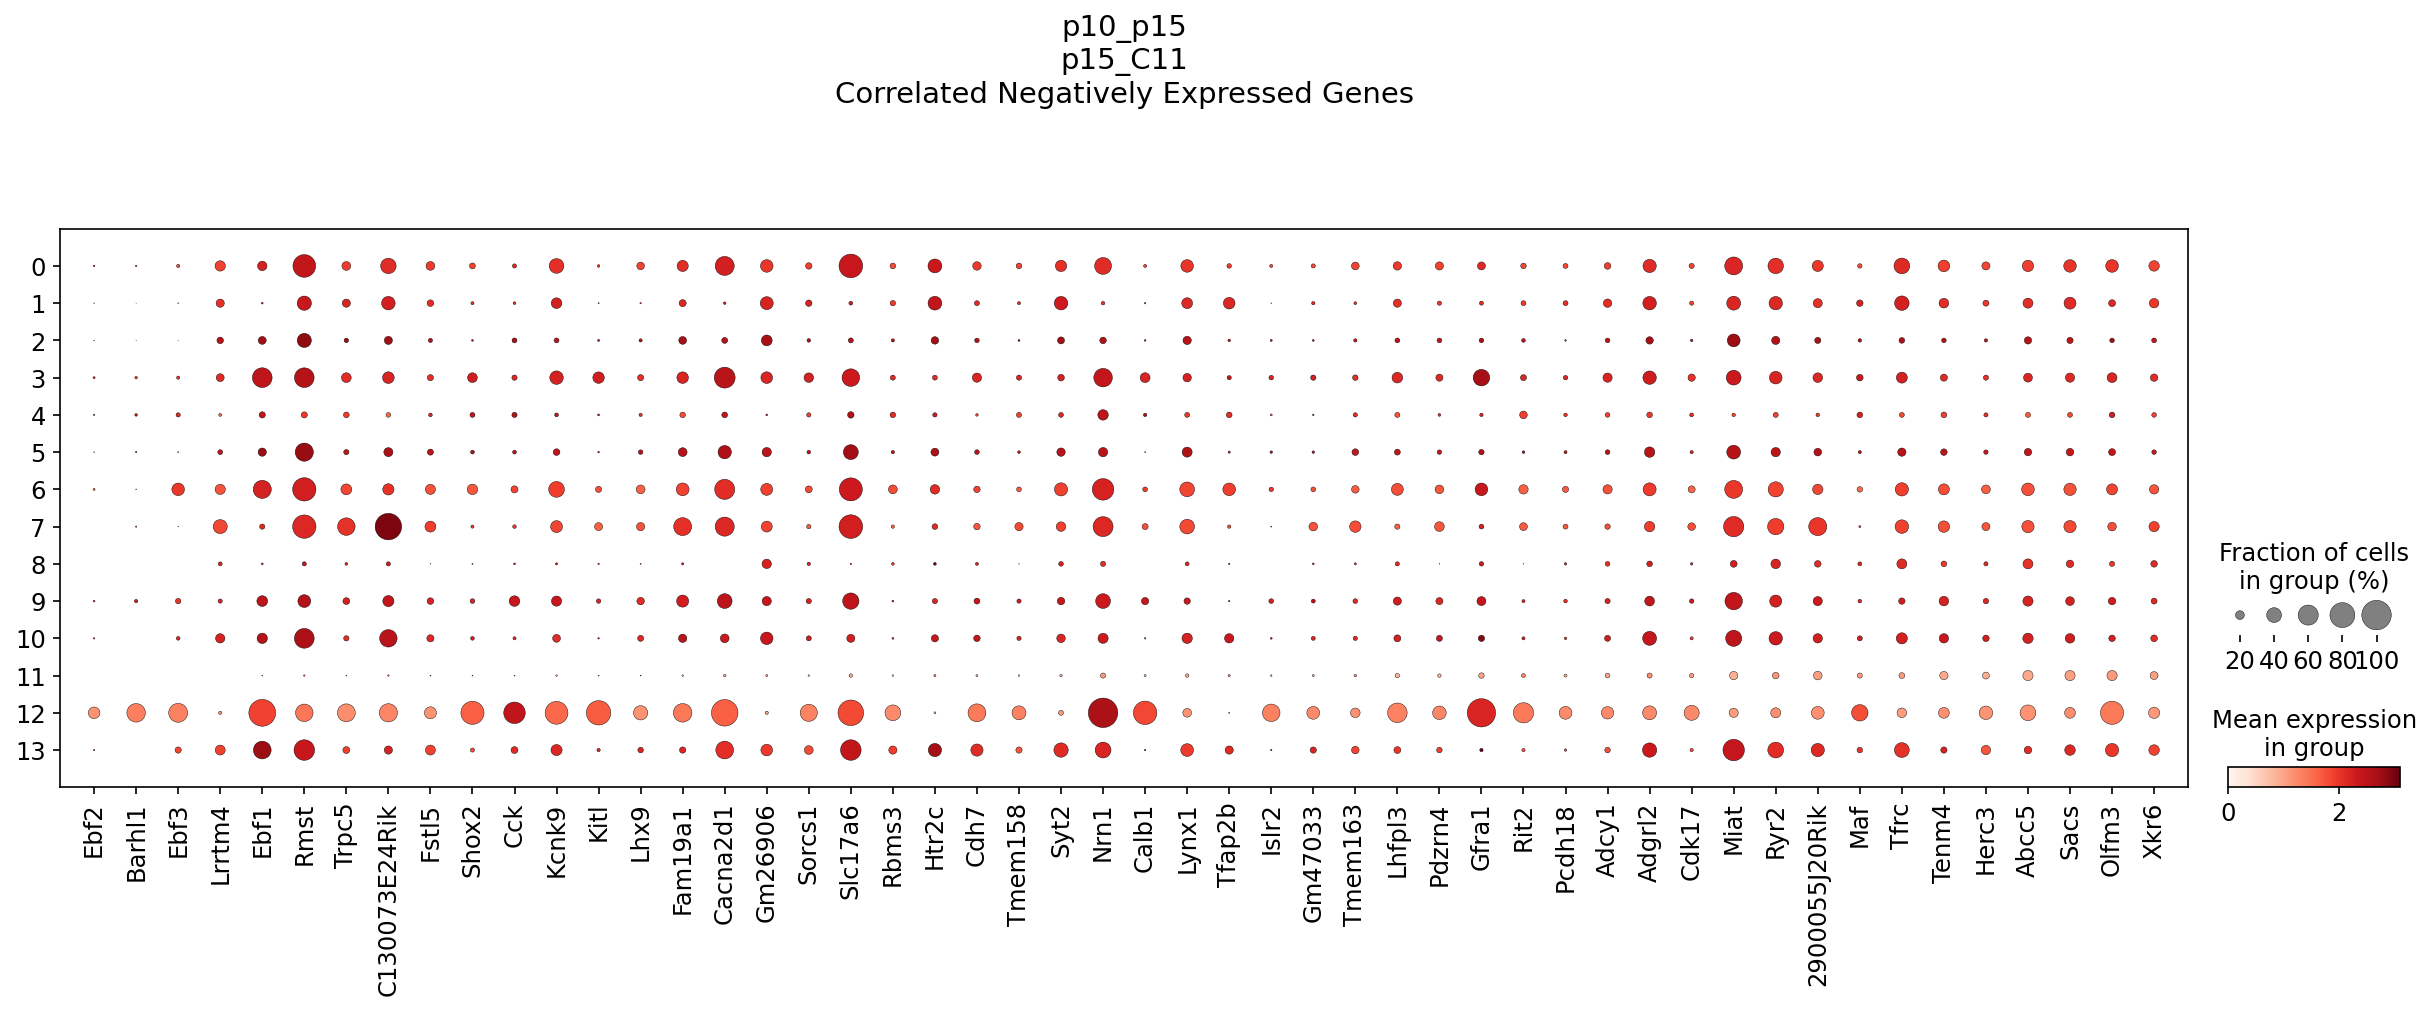 p10_p15
p15_C11
Correlated Negatively Expressed Genes
0
1
2
3
4
5
6
7
8
9
10
11
12
13
Ebf2
Barhl1
Ebf3
Lrrtm4
Ebf1
Rmst
Trpc5
C130073E24Rik
Fstl5
Shox2
Cck
Kcnk9
Kitl
Lhx9
Fam19a1
Cacna2d1
Gm26906
Sorcs1
Slc17a6
Rbms3
Htr2c
Cdh7
Tmem158
Syt2
Nrn1
Calb1
Lynx1
Tfap2b
Islr2
Gm47033
Tmem163
Lhfpl3
Pdzrn4
Gfra1
Rit2
Pcdh18
Adcy1
Adgrl2
Cdk17
Miat
Ryr2
2900055J20Rik
Maf
Tfrc
Tenm4
Herc3
Abcc5
Sacs
Olfm3
Xkr6
Fraction of cells
in group (%)
20 40 60 80 100
Mean expression
in group
0 2